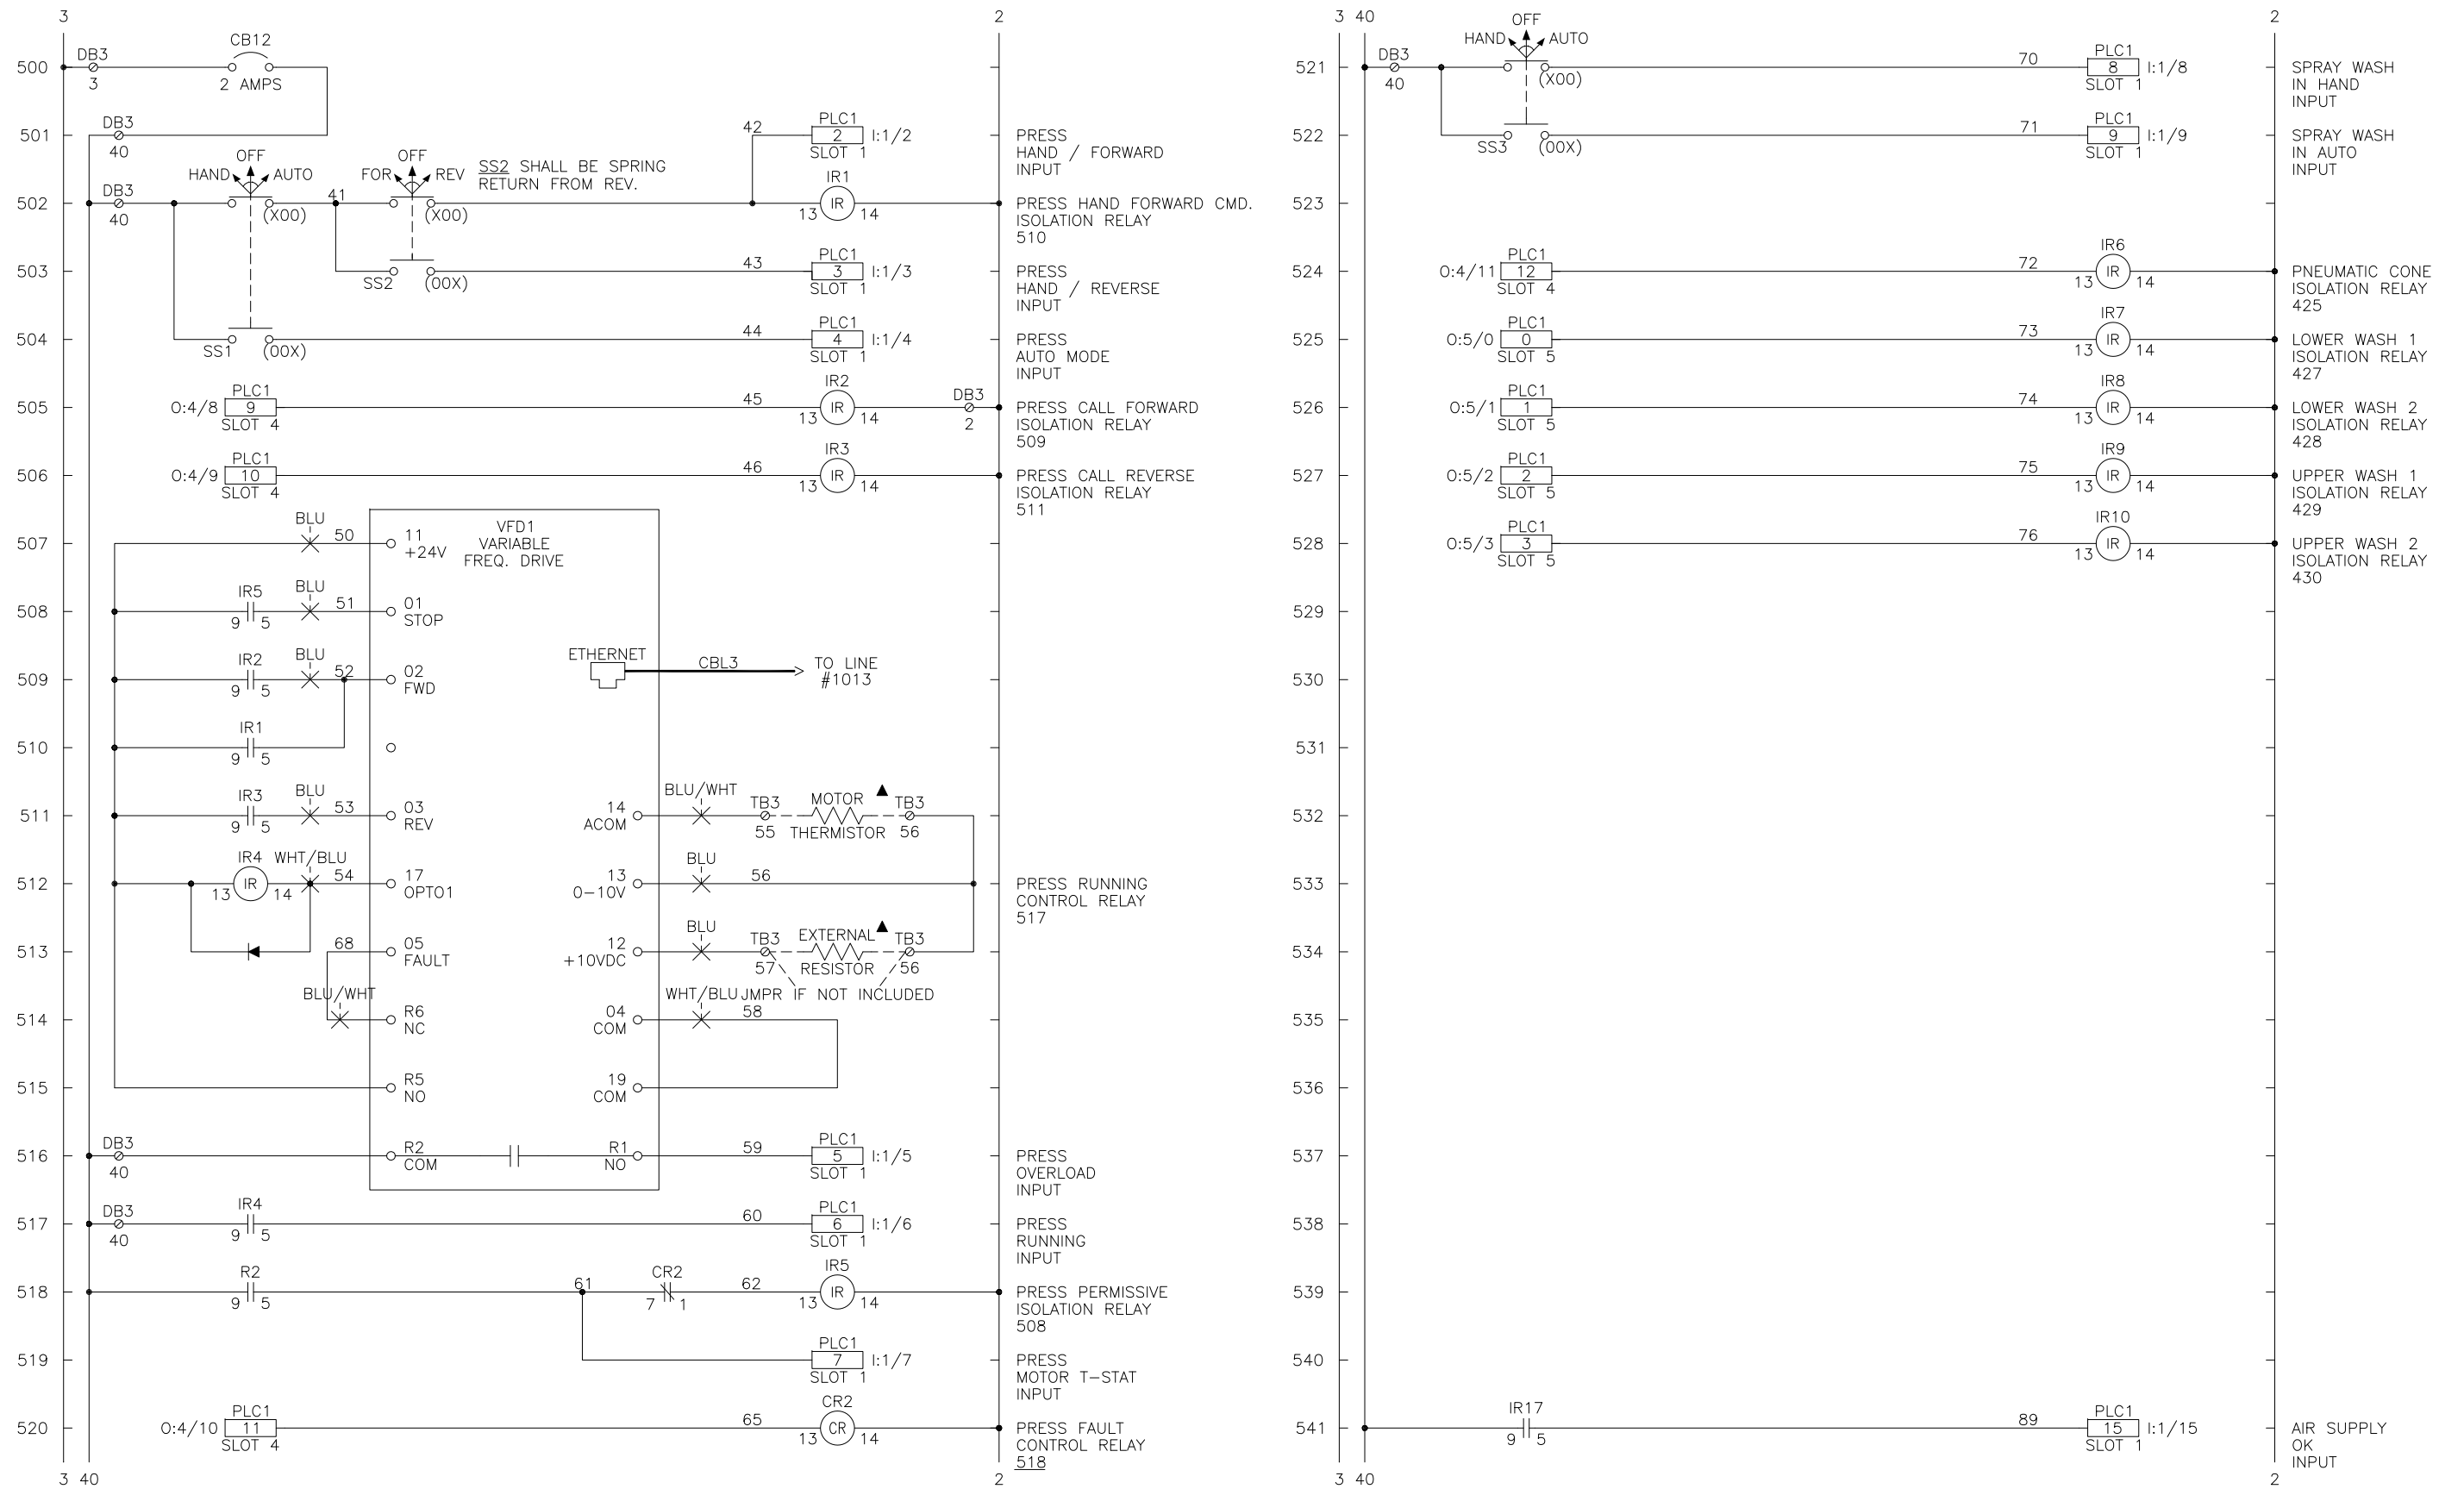 3
2
500
DB3
3
CB12
2 AMPS
501
DB3
40
42
PLC1
2
SLOT 1
I:1/2
PRESS
HAND / FORWARD
INPUT
OFF
HAND
AUTO
OFF
FOR
REV
SS2 SHALL BE SPRING
RETURN FROM REV.
502
DB3
40
(X00)
41
(X00)
IR1
IR
13
14
PRESS HAND FORWARD CMD.
ISOLATION RELAY
510
503
SS2
(00X)
43
PLC1
3
SLOT 1
I:1/3
PRESS
HAND / REVERSE
INPUT
504
SS1
(00X)
44
PLC1
4
SLOT 1
I:1/4
PRESS
AUTO MODE
INPUT
505
O:4/8
PLC1
9
SLOT 4
45
IR2
IR
13
14
DB3
2
PRESS CALL FORWARD
ISOLATION RELAY
509
506
O:4/9
PLC1
10
SLOT 4
46
IR3
IR
13
14
PRESS CALL REVERSE
ISOLATION RELAY
511
VFD1
VARIABLE
FREQ. DRIVE
507
BLU
50
11
+24V
508
IR5
9
5
BLU
51
01
STOP
509
IR2
9
5
BLU
52
02
FWD
ETHERNET
CBL3
TO LINE
#1013
510
IR1
9
5
511
IR3
9
5
BLU
53
03
REV
14
ACOM
BLU/WHT
TB3
55
MOTOR
THERMISTOR
TB3
56
512
IR4
IR
13
14
WHT/BLU
54
17
OPTO1
13
0-10V
BLU
56
PRESS RUNNING
CONTROL RELAY
517
513
68
05
FAULT
12
+10VDC
BLU
TB3
57
EXTERNAL
RESISTOR
TB3
56
JMPR IF NOT INCLUDED
514
BLU/WHT
R6
NC
04
COM
WHT/BLU
58
515
R5
NO
19
COM
516
DB3
40
R2
COM
R1
NO
59
PLC1
5
SLOT 1
I:1/5
PRESS
OVERLOAD
INPUT
517
DB3
40
IR4
9
5
60
PLC1
6
SLOT 1
I:1/6
PRESS
RUNNING
INPUT
518
R2
9
5
61
CR2
7
1
62
IR5
IR
13
14
PRESS PERMISSIVE
ISOLATION RELAY
508
519
PLC1
7
SLOT 1
I:1/7
PRESS
MOTOR T-STAT
INPUT
520
O:4/10
PLC1
11
SLOT 4
65
CR2
CR
13
14
PRESS FAULT
CONTROL RELAY
518
3 40
2
3 40
2
OFF
HAND
AUTO
521
DB3
40
(X00)
70
PLC1
8
SLOT 1
I:1/8
SPRAY WASH
IN HAND
INPUT
522
SS3
(00X)
71
PLC1
9
SLOT 1
I:1/9
SPRAY WASH
IN AUTO
INPUT
523
524
O:4/11
PLC1
12
SLOT 4
72
IR6
IR
13
14
PNEUMATIC CONE
ISOLATION RELAY
425
525
O:5/0
PLC1
0
SLOT 5
73
IR7
IR
13
14
LOWER WASH 1
ISOLATION RELAY
427
526
O:5/1
PLC1
1
SLOT 5
74
IR8
IR
13
14
LOWER WASH 2
ISOLATION RELAY
428
527
O:5/2
PLC1
2
SLOT 5
75
IR9
IR
13
14
UPPER WASH 1
ISOLATION RELAY
429
528
O:5/3
PLC1
3
SLOT 5
76
IR10
IR
13
14
UPPER WASH 2
ISOLATION RELAY
430
529
530
531
532
533
534
535
536
537
538
539
540
541
IR17
9
5
89
PLC1
15
SLOT 1
I:1/15
AIR SUPPLY
OK
INPUT
3 40
2